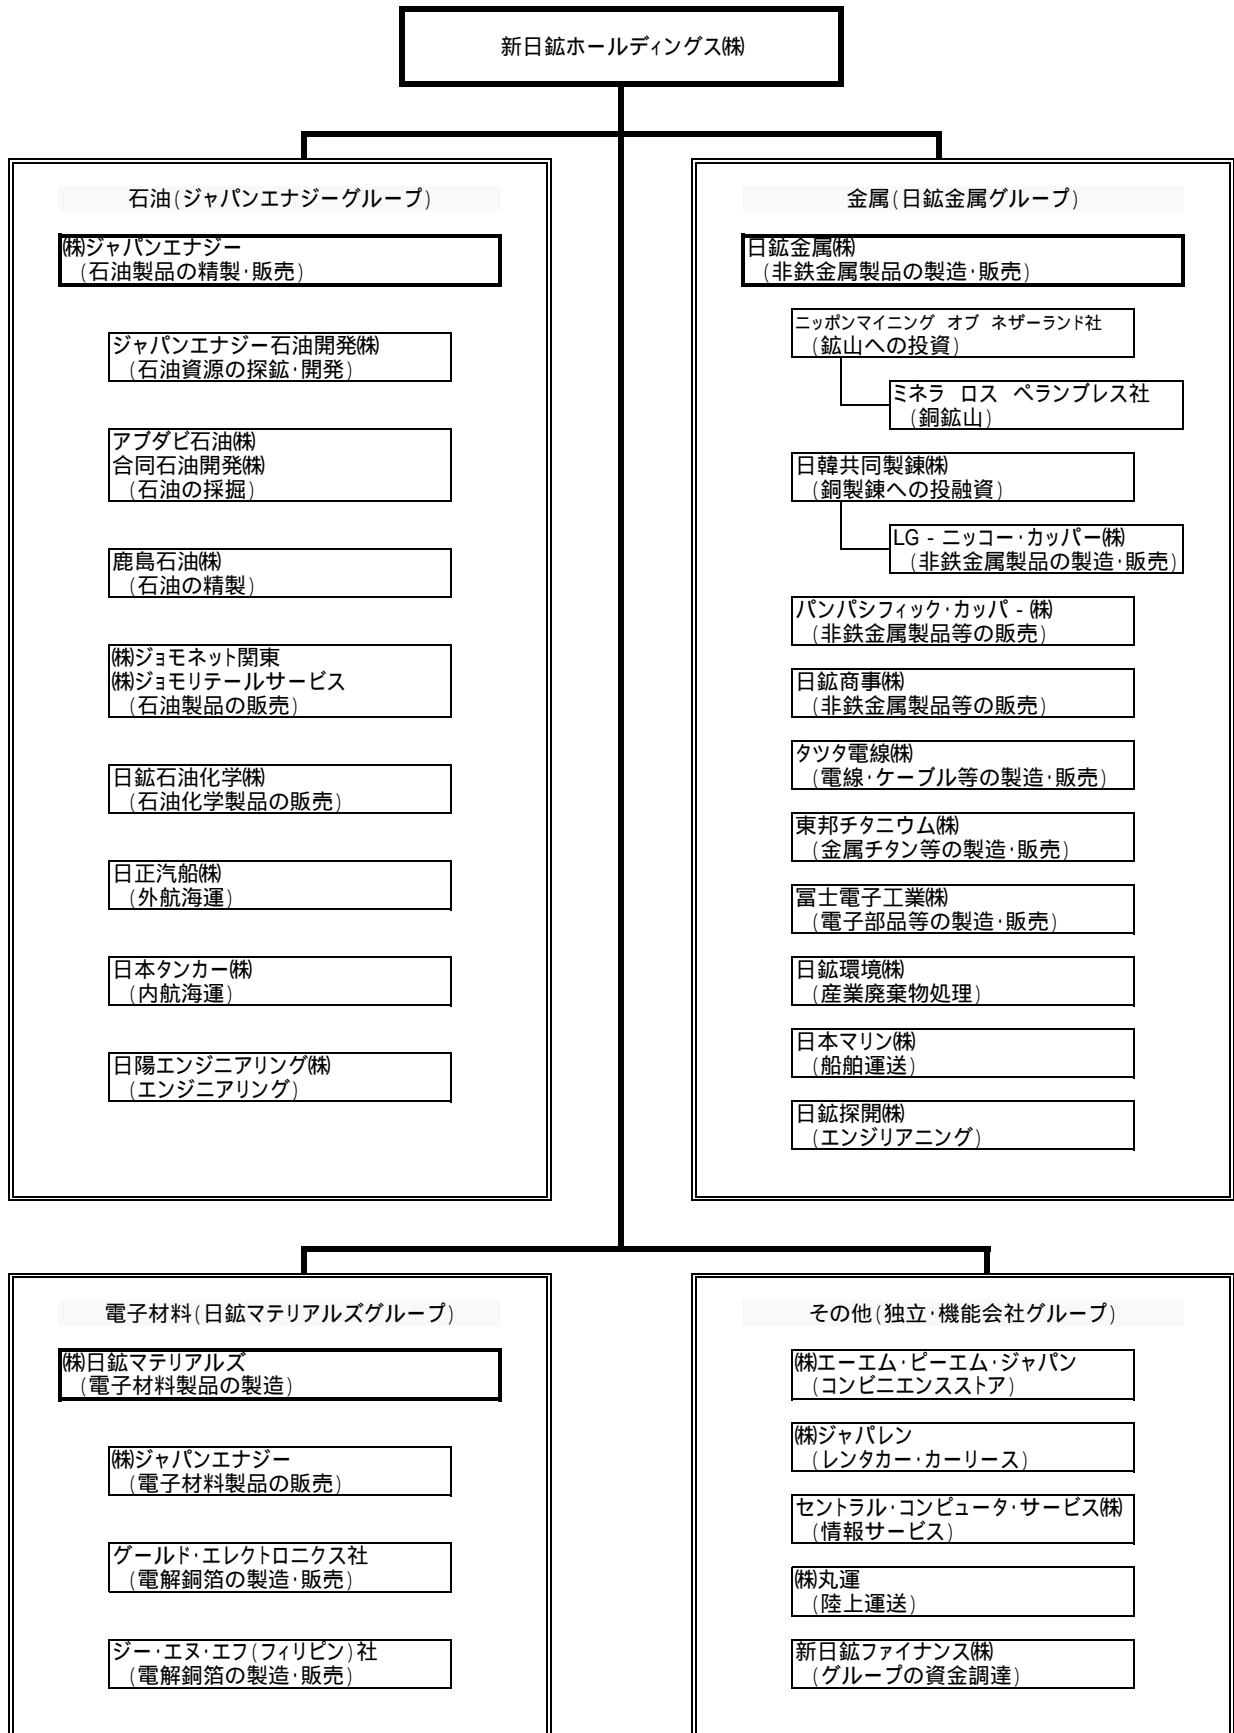 新日鉱ホールディングス㈱
石油(ジャパンエナジーグループ)
㈱ジャパンエナジー
(石油製品の精製・販売)
ジャパンエナジー石油開発㈱
(石油資源の探鉱・開発)
アブダビ石油㈱
合同石油開発㈱
(石油の採掘)
鹿島石油㈱
(石油の精製)
㈱ジョモネット関東
㈱ジョモリテールサービス
(石油製品の販売)
日鉱石油化学㈱
(石油化学製品の販売)
日正汽船㈱
(外航海運)
日本タンカー㈱
(内航海運)
日陽エンジニアリング㈱
(エンジニアリング)
金属(日鉱金属グループ)
日鉱金属㈱
(非鉄金属製品の製造・販売)
ニッポンマイニング オブ ネザーランド社
(鉱山への投資)
ミネラ ロス ペランブレス社
(銅鉱山)
日韓共同製錬㈱
(銅製錬への投融資)
LG - ニッコー・カッパー㈱
(非鉄金属製品の製造・販売)
パンパシフィック・カッパ - ㈱
(非鉄金属製品等の販売)
日鉱商事㈱
(非鉄金属製品等の販売)
タツタ電線㈱
(電線・ケーブル等の製造・販売)
東邦チタニウム㈱
(金属チタン等の製造・販売)
冨士電子工業㈱
(電子部品等の製造・販売)
日鉱環境㈱
(産業廃棄物処理)
日本マリン㈱
(船舶運送)
日鉱探開㈱
(エンジリアニング)
電子材料(日鉱マテリアルズグループ)
㈱日鉱マテリアルズ
(電子材料製品の製造)
㈱ジャパンエナジー
(電子材料製品の販売)
グールド・エレクトロニクス社
(電解銅箔の製造・販売)
ジー・エヌ・エフ(フィリピン)社
(電解銅箔の製造・販売)
その他(独立・機能会社グループ)
㈱エーエム・ピーエム・ジャパン
(コンビニエンスストア)
㈱ジャパレン
(レンタカー・カーリース)
セントラル・コンピュータ・サービス㈱
(情報サービス)
㈱丸運
(陸上運送)
新日鉱ファイナンス㈱
(グループの資金調達)